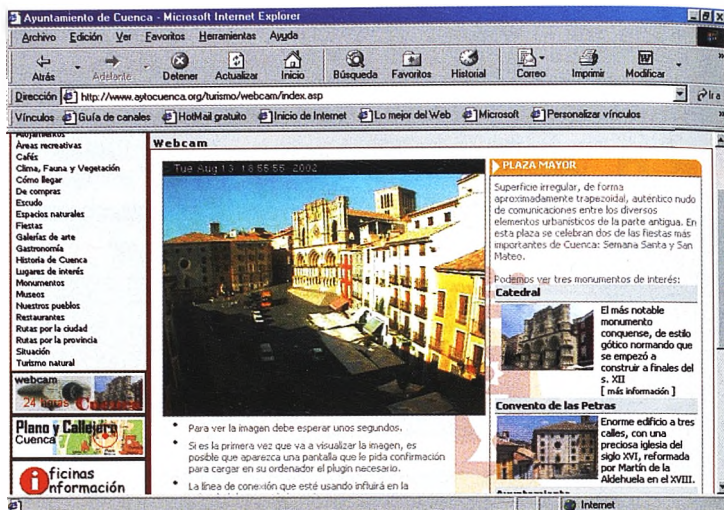 Ayuntamiento de Cuenca - Microsoft Internet Explorer
Archivo Edición Ver Favoritos Herramientas Ayuda
Atrás Adelante Detener Actualizar Inicio Búsqueda Favoritos Historial Correo Imprimir Modificar
Dirección http://www.aytocuenca.org/turismo/webcam/index.asp Ir a
Vínculos Guía de canales HotMail gratuito Inicio de Internet Lo mejor del Web Microsoft Personalizar vínculos
Alojamientos
Áreas recreativas
Cafés
Clima, Fauna y Vegetación
Cómo llegar
De compras
Escudo
Espacios naturales
Fiestas
Galerías de arte
Gastronomía
Historia de Cuenca
Lugares de interés
Monumentos
Museos
Nuestros pueblos
Restaurantes
Rutas por la ciudad
Rutas por la provincia
Situación
Turismo natural
webcam
24 horas Cuenca
Plano y Callejero
Cuenca
Oficinas
información
Webcam
Tue Aug 13 18:55:55 2002
Para ver la imagen debe esperar unos segundos.
Si es la primera vez que va a visualizar la imagen, es
posible que aparezca una pantalla que le pida confirmación
para cargar en su ordenador el plugin necesario.
La línea de conexión que esté usando influirá en la
PLAZA MAYOR
Superficie irregular, de forma
aproximadamente trapezoidal, autentico nudo
de comunicaciones entre los diversos
elementos urbanisticos de la parte antigua. En
esta plaza se celebran dos de las fiestas más
importantes de Cuenca: Semana Santa y San
Mateo.
Podemos ver tres monumentos de interés:
Catedral
El más notable
monumento
conquense, de estilo
gótico normando que
se empezó a
construir a finales del
s. XII
[ más información ]
Convento de las Petras
Enorme edificio a tres
calles, con una
preciosa iglesia del
siglo XVI, reformada
por Martín de la
Aldehuela en el XVIII.
Ayuntamiento
Internet